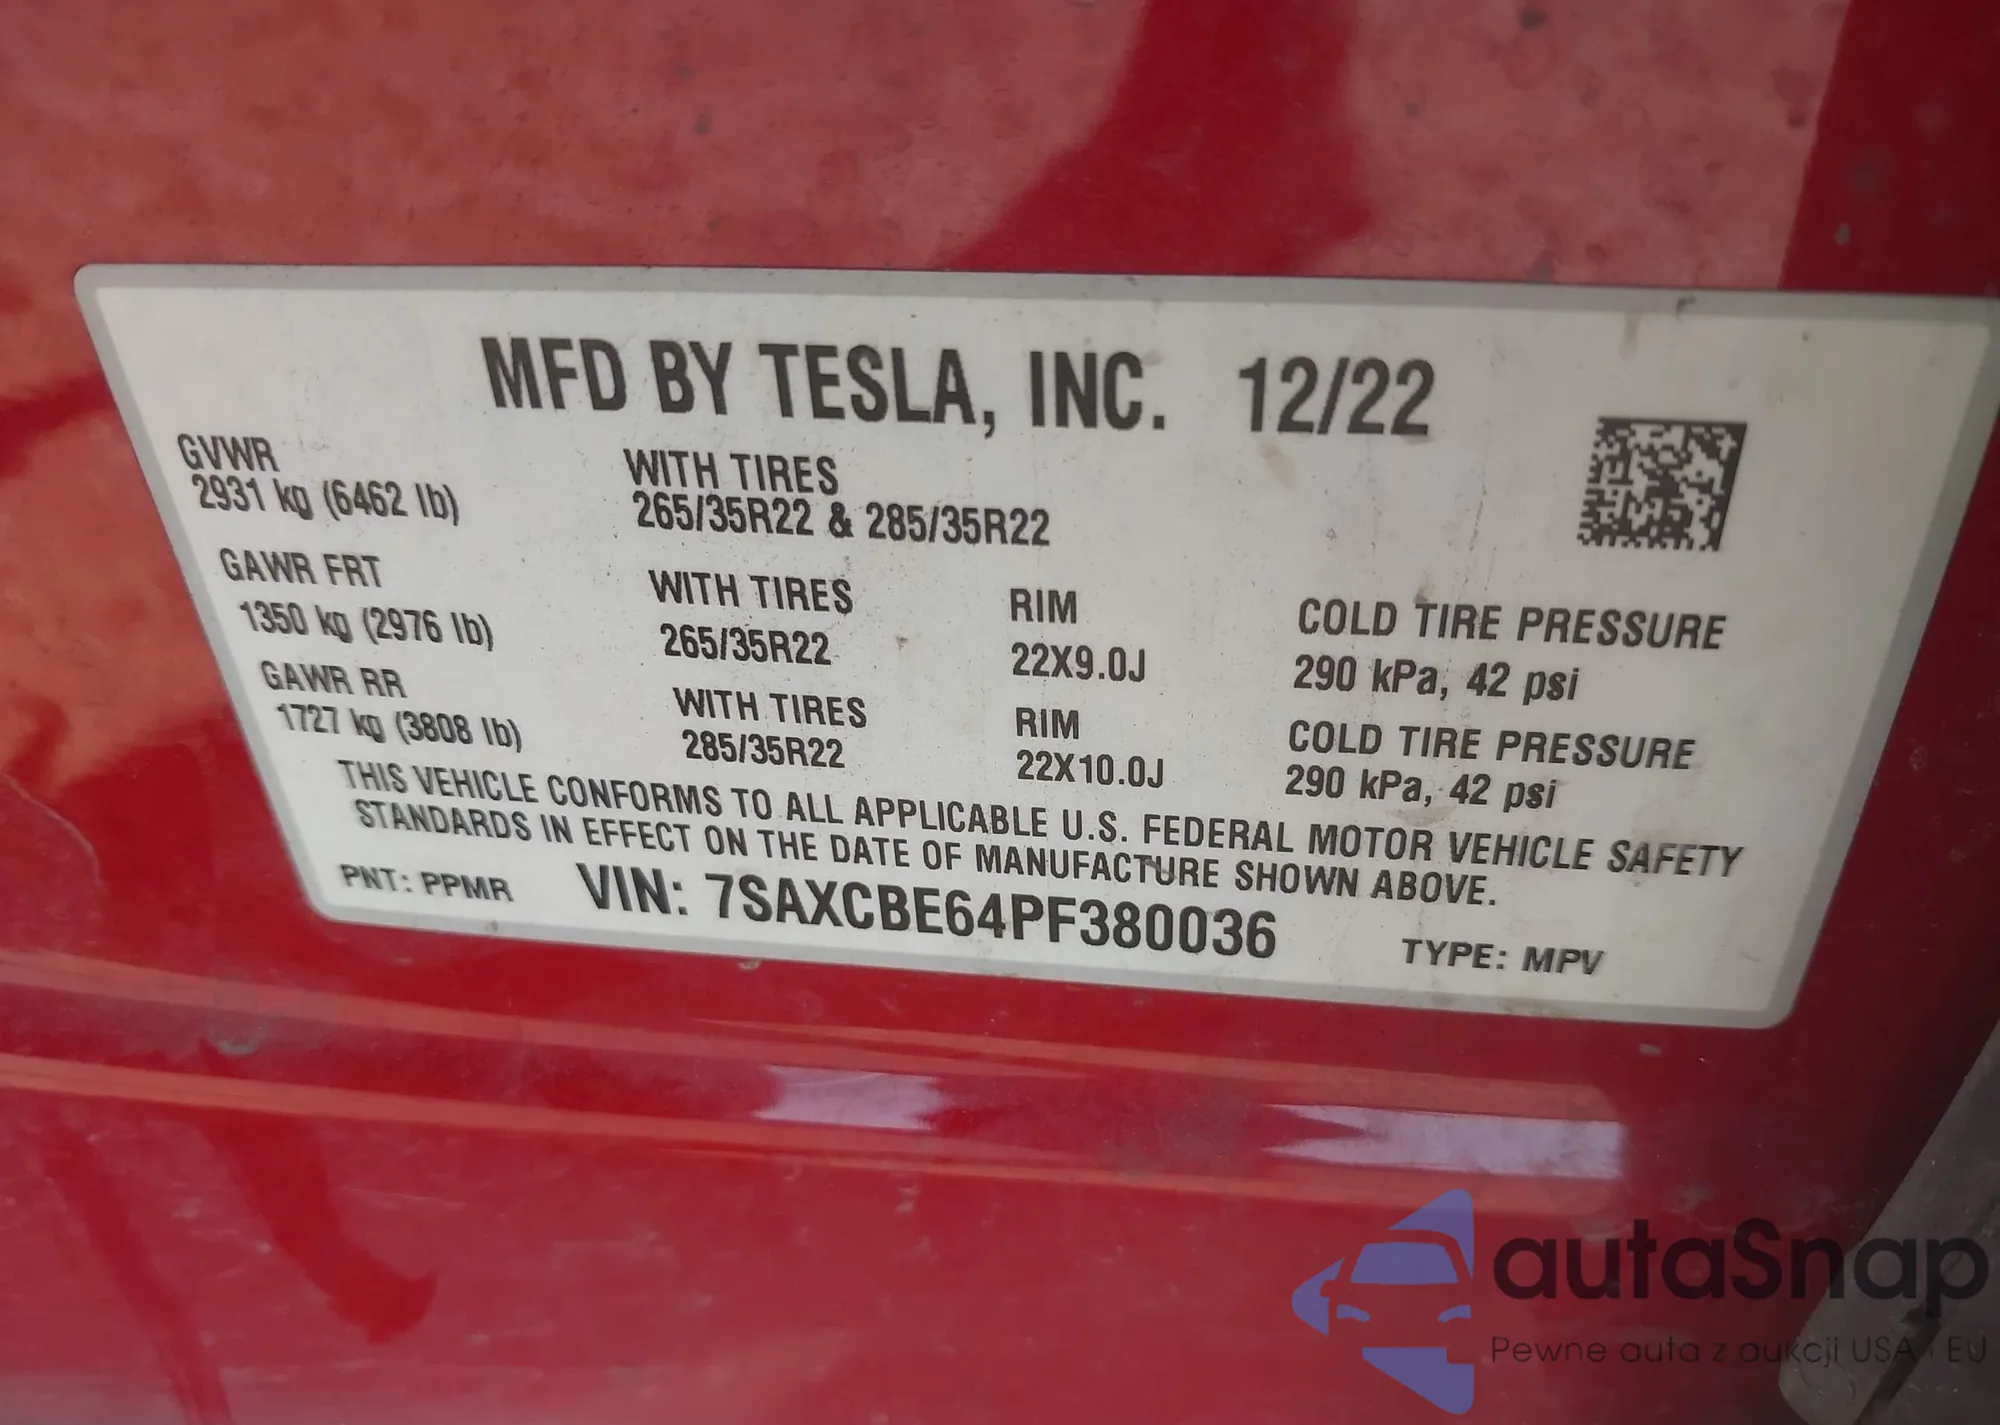 MFD BY TESLA, INC. 12/22
GVWR
2931 kg (6462 lb)
WITH TIRES
265/35R22 & 285/35R22
GAWR FRT
1350 kg (2976 lb)
WITH TIRES
265/35R22
RIM
22X9.0J
COLD TIRE PRESSURE
290 kPa, 42 psi
GAWR RR
1727 kg (3808 lb)
WITH TIRES
285/35R22
RIM
22X10.0J
COLD TIRE PRESSURE
290 kPa, 42 psi
THIS VEHICLE CONFORMS TO ALL APPLICABLE U.S. FEDERAL MOTOR VEHICLE SAFETY
STANDARDS IN EFFECT ON THE DATE OF MANUFACTURE SHOWN ABOVE.
PNT: PPMR VIN: 7SAXCBE64PF380036 TYPE: MPV
autaSnap
Pewne auta z aukcji USA i EU